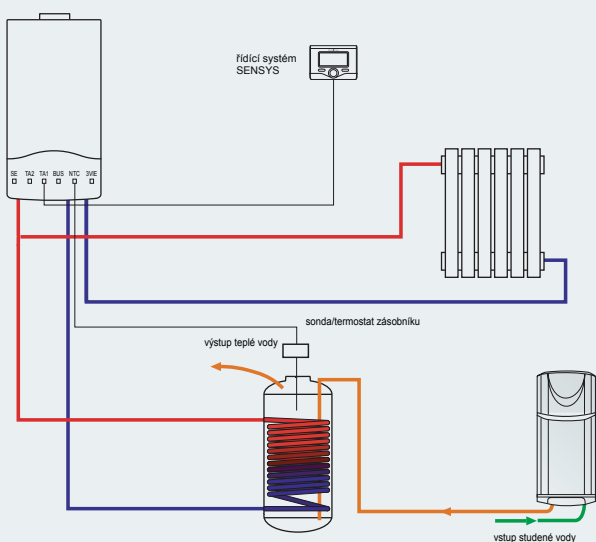 řídící systém
SENSYS
SE TA2 TA1 BUS NTC 3VIE
sonda/termostat zásobníku
výstup teplé vody
vstup studené vody